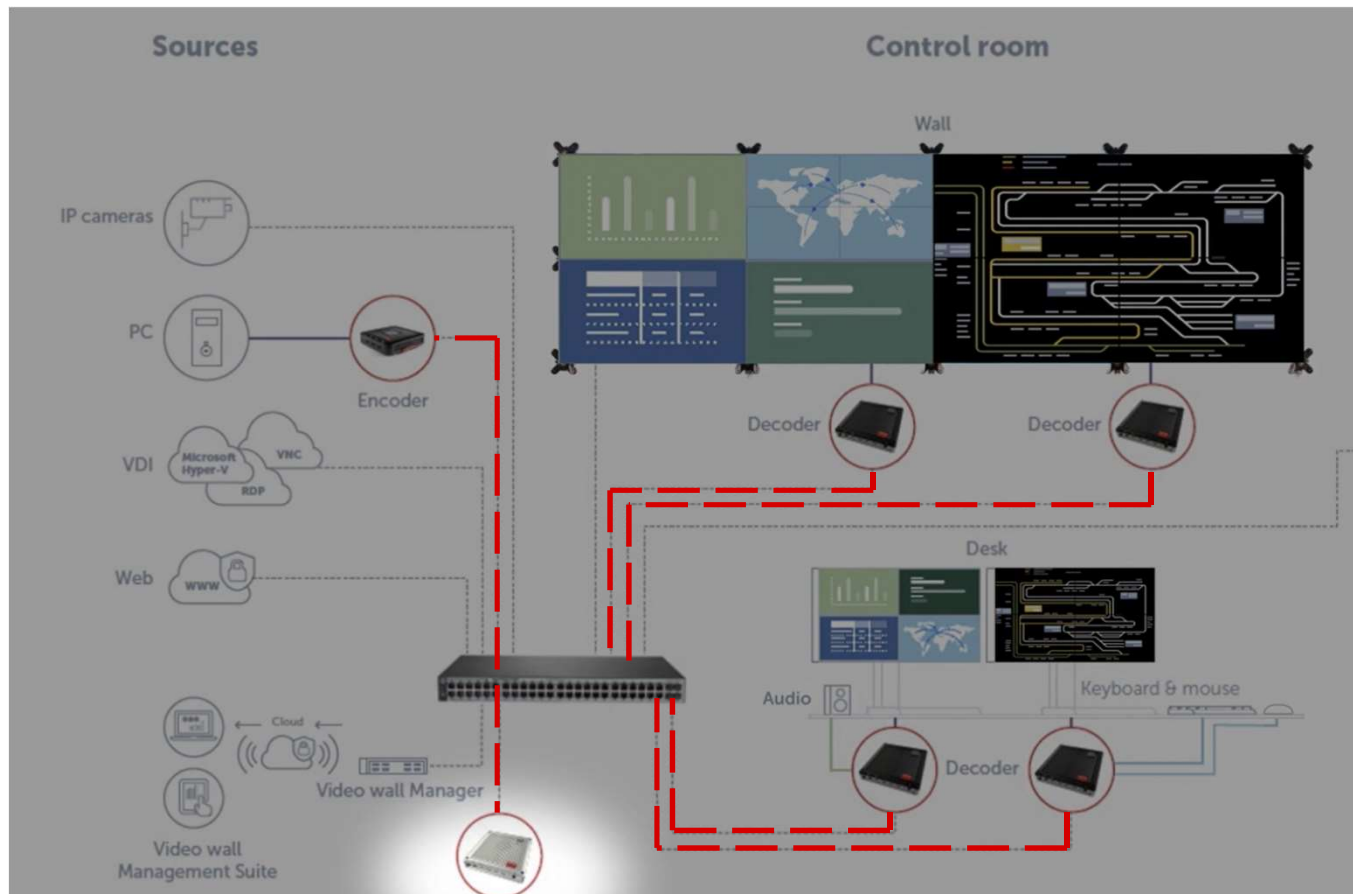 Sources
Control room
Wall
IP cameras
PC
Encoder
Decoder
Decoder
VDI
Microsoft
Hyper-V
VNC
RDP
Web
WWW
Desk
Audio
Keyboard & mouse
Decoder
Cloud
Video wall Manager
Video wall
Management Suite